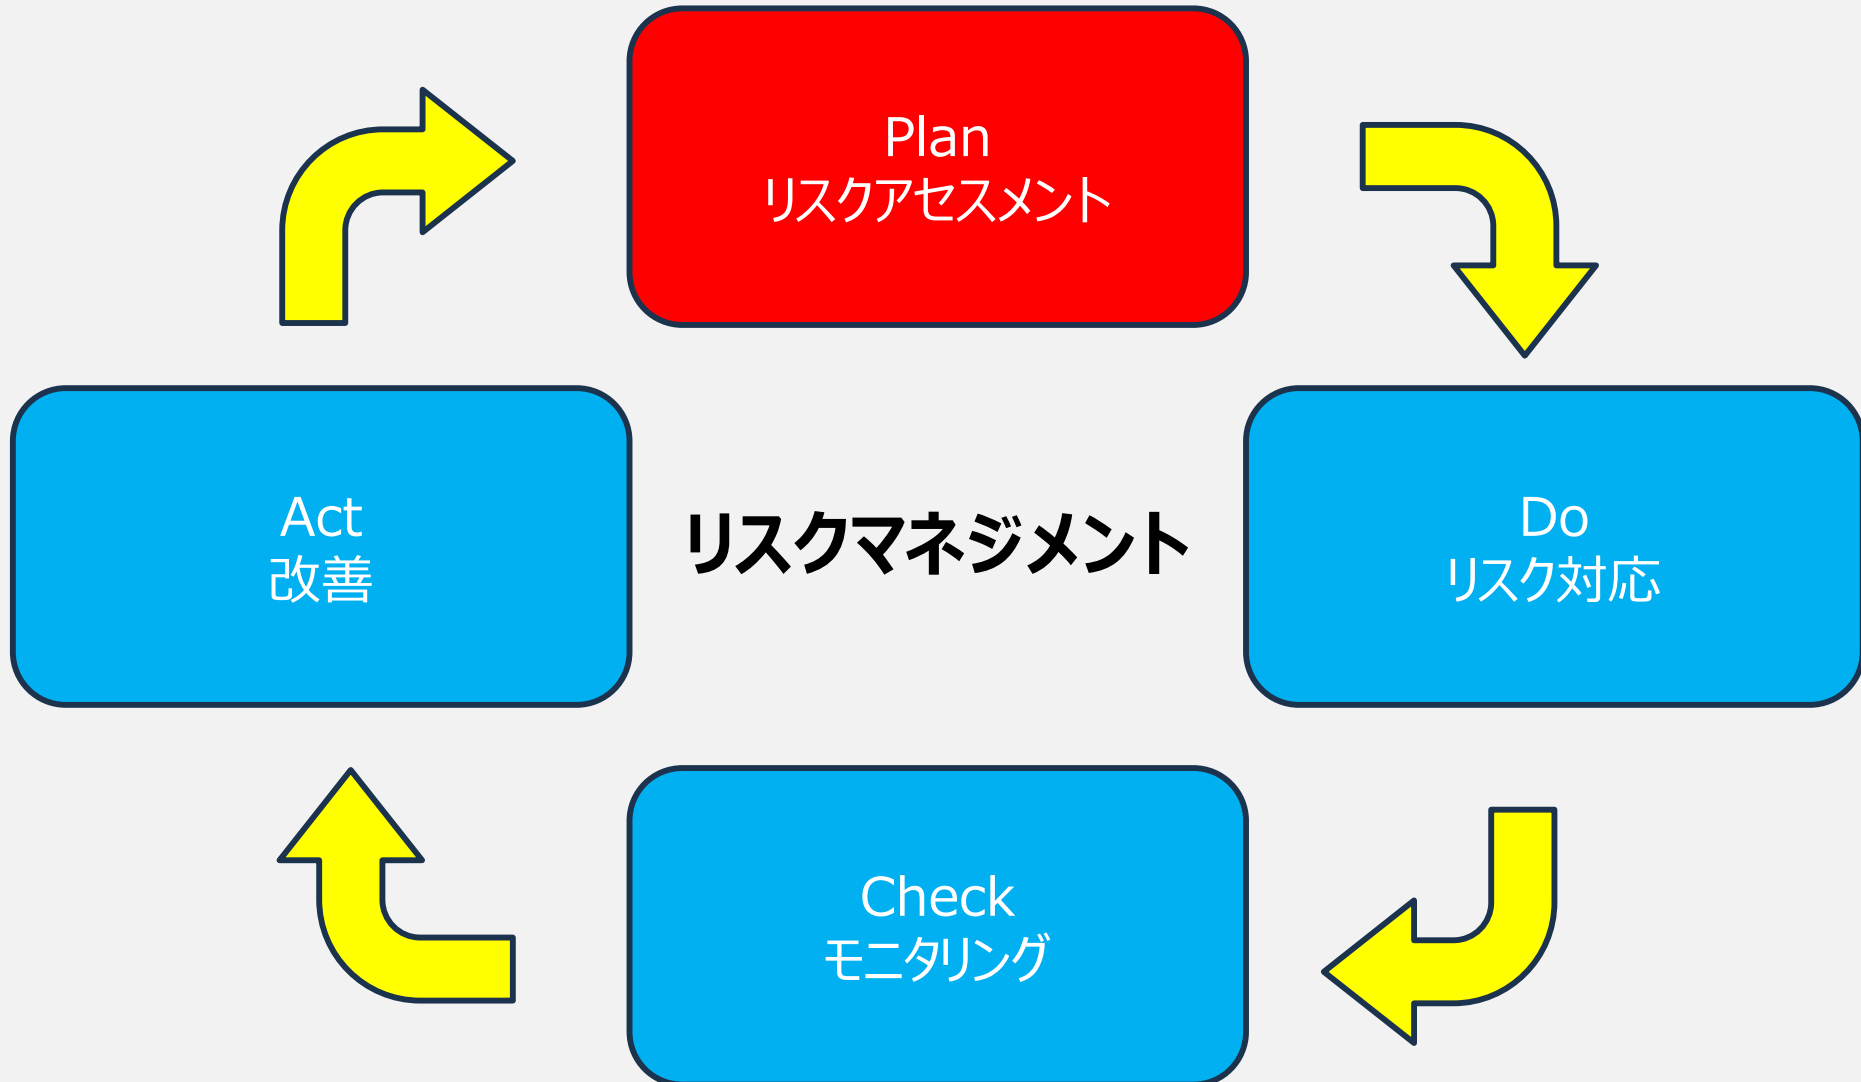 Plan
リスクアセスメント
Act
改善
リスクマネジメント
Do
リスク対応
Check
モニタリング